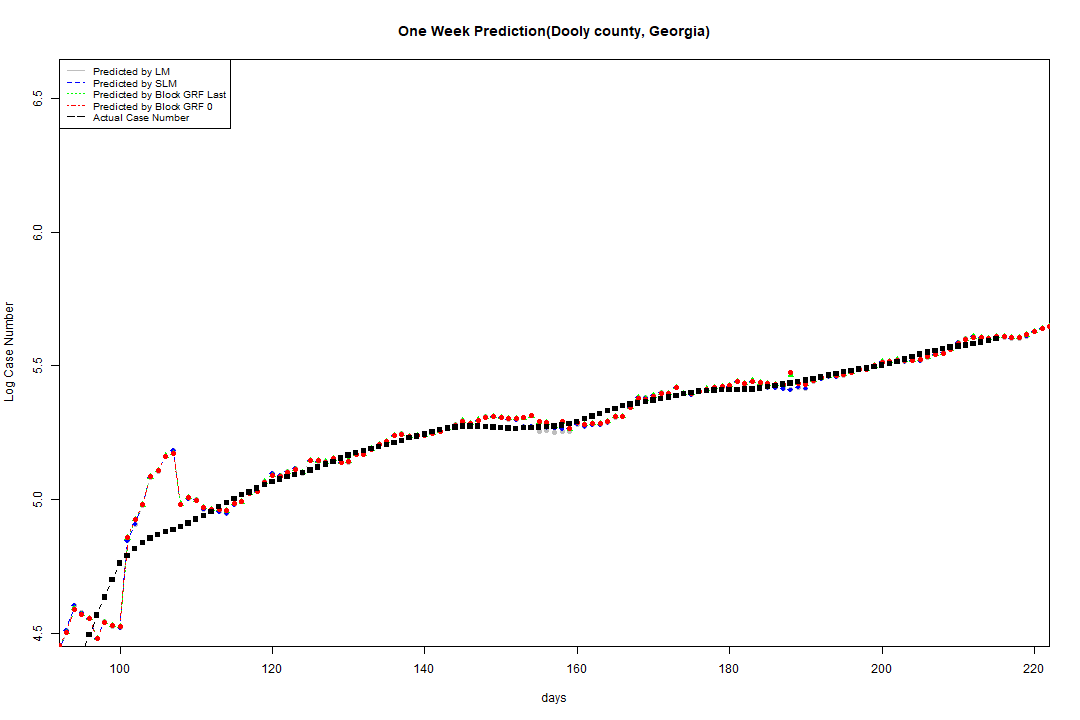 One Week Prediction(Dooly county, Georgia)
Predicted by LM
Predicted by SLM
Predicted by Block GRF Last
Predicted by Block GRF 0
Actual Case Number
6.5
6.0
5.5
5.0
4.5
Log Case Number
100 120 140 160 180 200 220
days